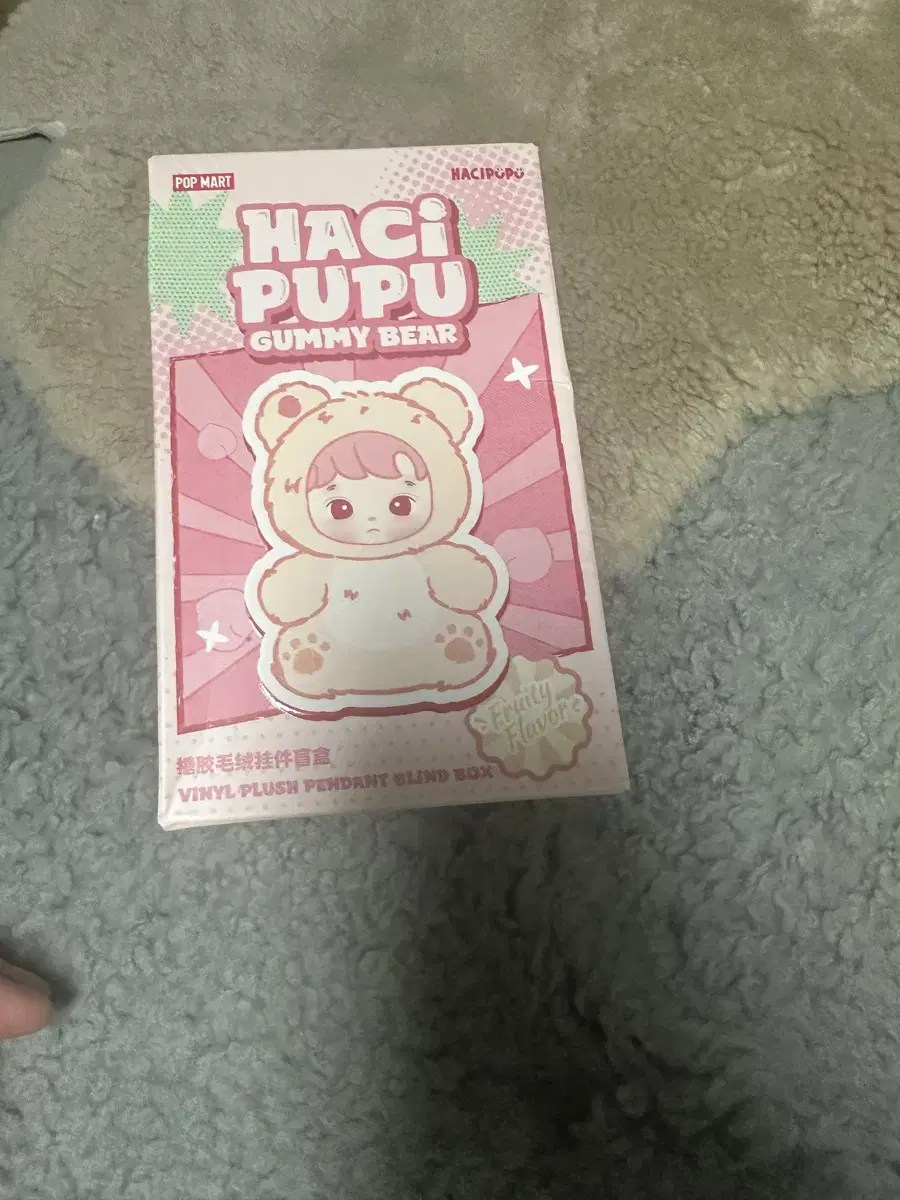 POP MART
HACIPUPU
HACi
PUPU
GUMMY BEAR
Fruity
Flavor
搪胶毛绒挂件盲盒
VINYL PLUSH PENDANT BLIND BOX